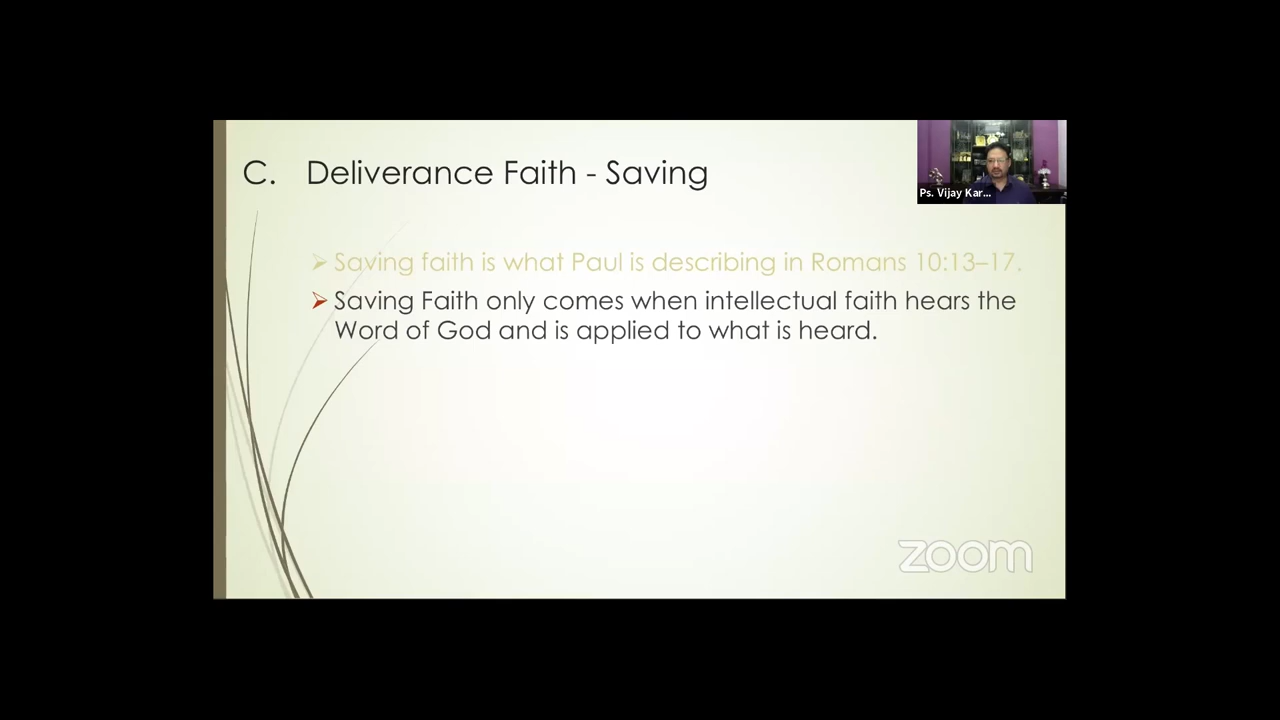 C. Deliverance Faith - Saving
Ps. Vijay Kar...
➢ Saving faith is what Paul is describing in Romans 10:13–17.
➢ Saving Faith only comes when intellectual faith hears the
Word of God and is applied to what is heard.
zoom